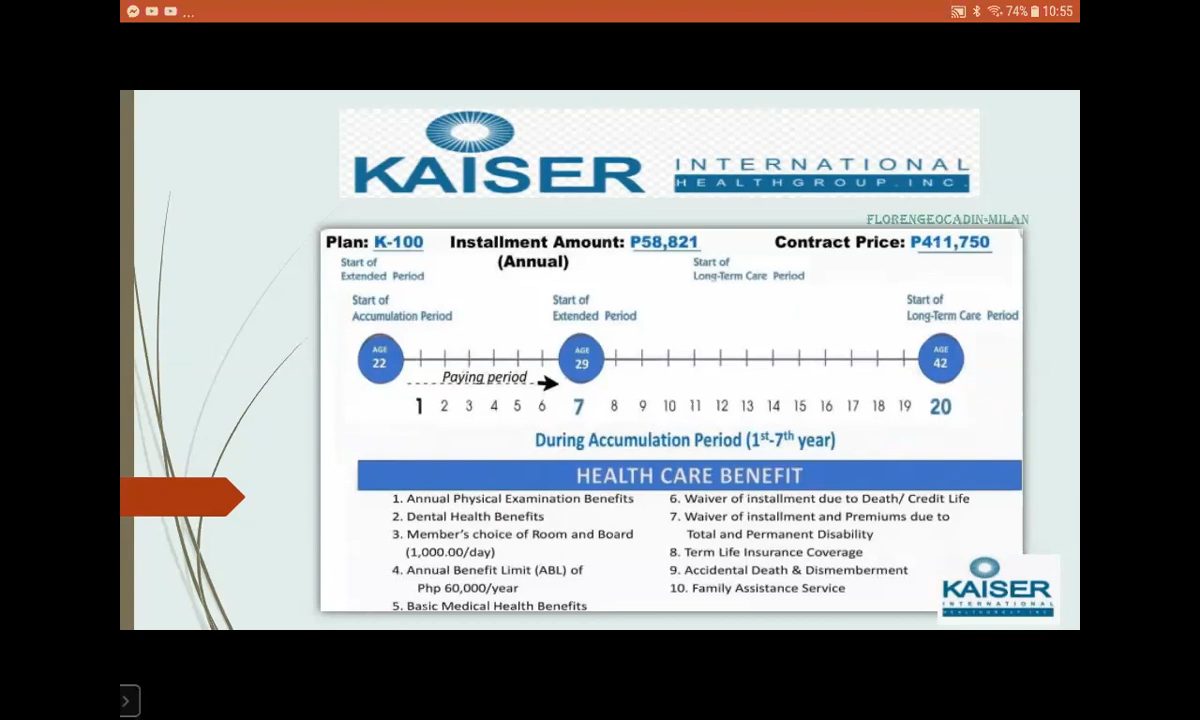 74% 10:55
KAISER INTERNATIONAL
HEALTHGROUP. INC.
FLORENGEOCADIN-MILAN
Plan: K-100 Installment Amount: P58,821 Contract Price: P411,750
(Annual)
Start of
Extended Period
Start of
Long-Term Care Period
Start of
Accumulation Period
Start of
Extended Period
Start of
Long-Term Care Period
AGE
22
AGE
29
AGE
42
Paying period
1 2 3 4 5 6 7 8 9 10 11 12 13 14 15 16 17 18 19 20
During Accumulation Period (1st-7th year)
HEALTH CARE BENEFIT
1. Annual Physical Examination Benefits
2. Dental Health Benefits
3. Member's choice of Room and Board
(1,000.00/day)
4. Annual Benefit Limit (ABL) of
Php 60,000/year
5. Basic Medical Health Benefits
6. Waiver of installment due to Death/ Credit Life
7. Waiver of installment and Premiums due to
Total and Permanent Disability
8. Term Life Insurance Coverage
9. Accidental Death & Dismemberment
10. Family Assistance Service
KAISER
INTERNATIONAL
HEALTHGROUP. INC.